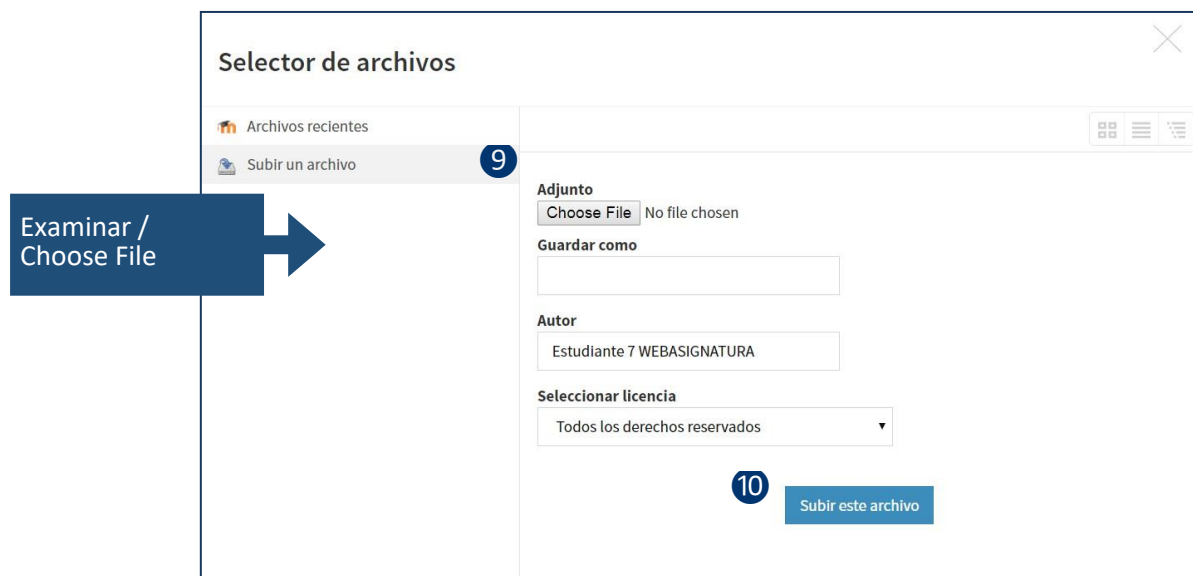 Selector de archivos
Archivos recientes
Subir un archivo
9
Examinar /
Choose File
Adjunto
Choose File No file chosen
Guardar como
Autor
Estudiante 7 WEBASIGNATURA
Seleccionar licencia
Todos los derechos reservados
10
Subir este archivo